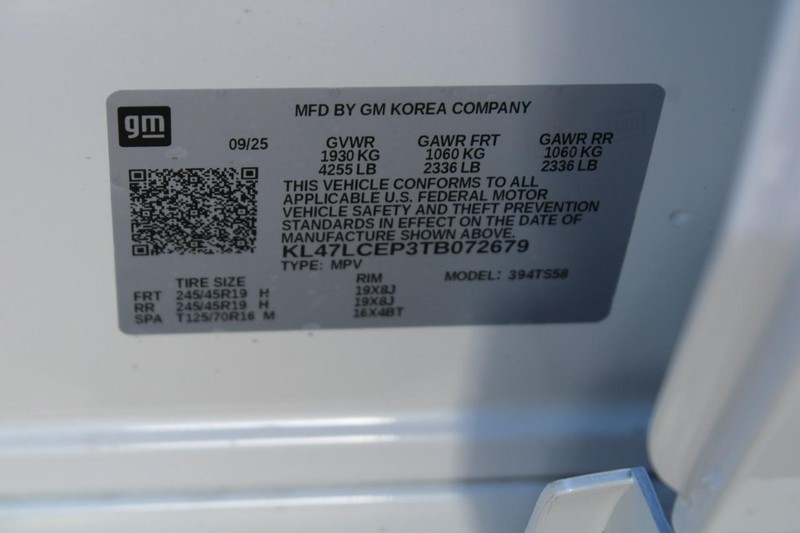 gm
MFD BY GM KOREA COMPANY
09/25 GVWR GAWR FRT GAWR RR
1930 KG 1060 KG 1060 KG
4255 LB 2336 LB 2336 LB
THIS VEHICLE CONFORMS TO ALL
APPLICABLE U.S. FEDERAL MOTOR
VEHICLE SAFETY AND THEFT PREVENTION
STANDARDS IN EFFECT ON THE DATE OF
MANUFACTURE SHOWN ABOVE.
KL47LCEP3TB072679
TYPE: MPV MODEL: 394TS58
TIRE SIZE RIM
FRT 245/45R19 H 19X8J
RR 245/45R19 H 19X8J
SPA T125/70R16 M 16X4BT